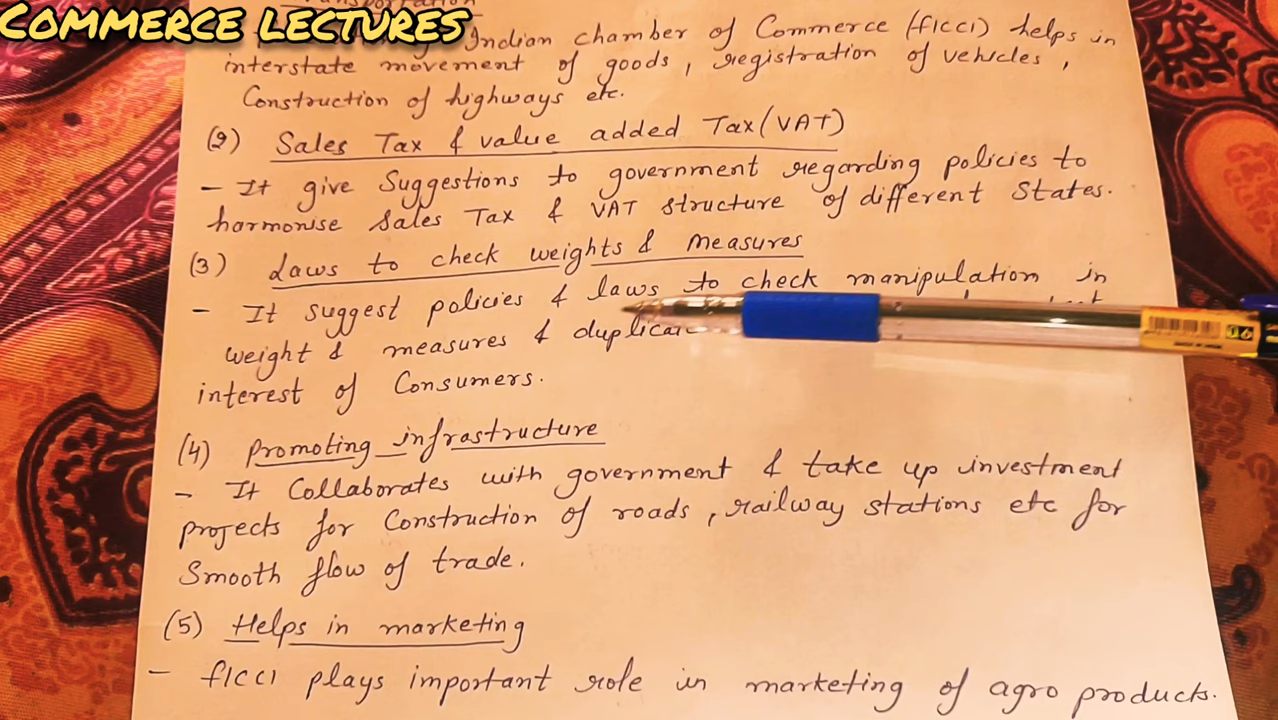 COMMERCE LECTURES
Transportation
Indian chamber of Commerce (ficci) helps in
interstate movement of goods, registration of vehicles,
Construction of highways etc.
(2) Sales Tax & value added Tax (VAT)
- It give Suggestions to government regarding policies to
harmonise Sales Tax & VAT structure of different States.
(3) Laws to check weights & measures
- It suggest policies & laws to check manipulation in
weight & measures & duplica
interest of Consumers.
(4) Promoting infrastructure
- It Collaborates with government & take up investment
projects for Construction of roads, railway stations etc for
Smooth flow of trade.
(5) Helps in marketing
- ficci plays important role in marketing of agro products.